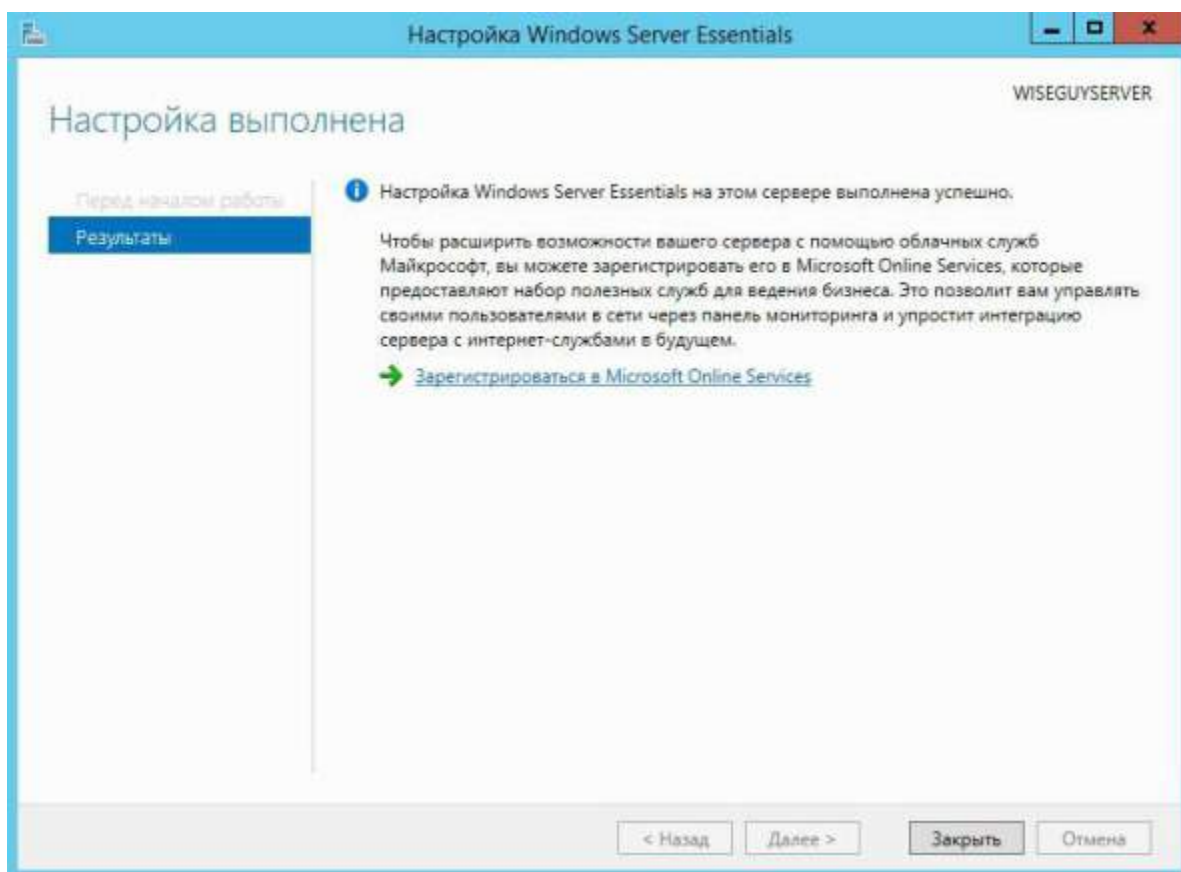 Настройка Windows Server Essentials
WISEGUYSERVER
Настройка выполнена
Перед началом работы
Результаты
Настройка Windows Server Essentials на этом сервере выполнена успешно.
Чтобы расширить возможности вашего сервера с помощью облачных служб
Майкрософт, вы можете зарегистрировать его в Microsoft Online Services, которые
предоставляют набор полезных служб для ведения бизнеса. Это позволит вам управлять
своими пользователями в сети через панель мониторинга и упростит интеграцию
сервера с интернет-службами в будущем.
Зарегистрироваться в Microsoft Online Services
< Назад
Далее >
Закрыть
Отмена